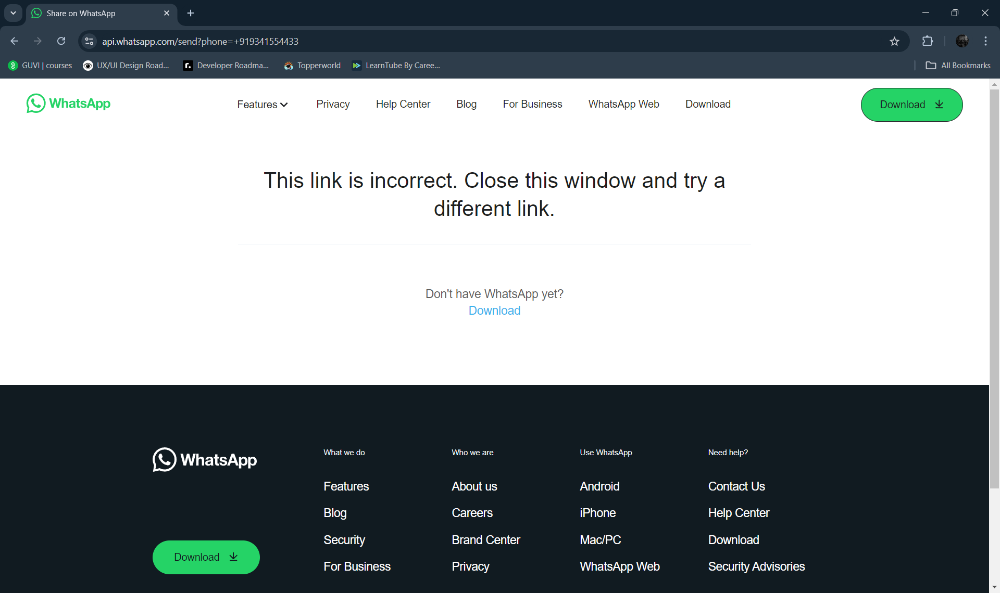 Share on WhatsApp
api.whatsapp.com/send?phone=+919341554433
GUVI | courses
UX/UI Design Road...
Developer Roadma...
Topperworld
LearnTube By Caree...
All Bookmarks
WhatsApp
Features
Privacy
Help Center
Blog
For Business
WhatsApp Web
Download
Download
This link is incorrect. Close this window and try a
different link.
Don't have WhatsApp yet?
Download
WhatsApp
Download
What we do
Features
Blog
Security
For Business
Who we are
About us
Careers
Brand Center
Privacy
Use WhatsApp
Android
iPhone
Mac/PC
WhatsApp Web
Need help?
Contact Us
Help Center
Download
Security Advisories